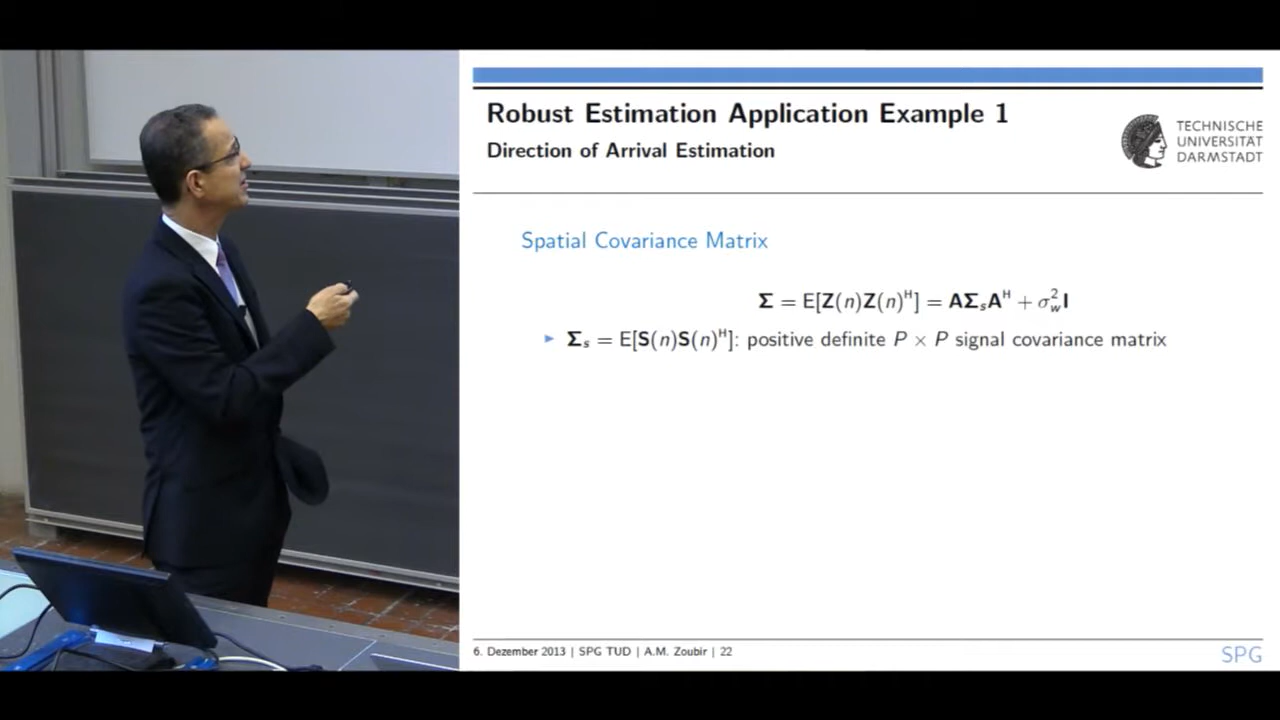 Robust Estimation Application Example 1
Direction of Arrival Estimation
TECHNISCHE
UNIVERSITÄT
DARMSTADT
Spatial Covariance Matrix
Σ = E[Z(n)Z(n)ᴴ] = AΣₛAᴴ + σ²_w I
▶ Σₛ = E[S(n)S(n)ᴴ]: positive definite P × P signal covariance matrix
6. Dezember 2013 | SPG TUD | A.M. Zoubir | 22
SPG